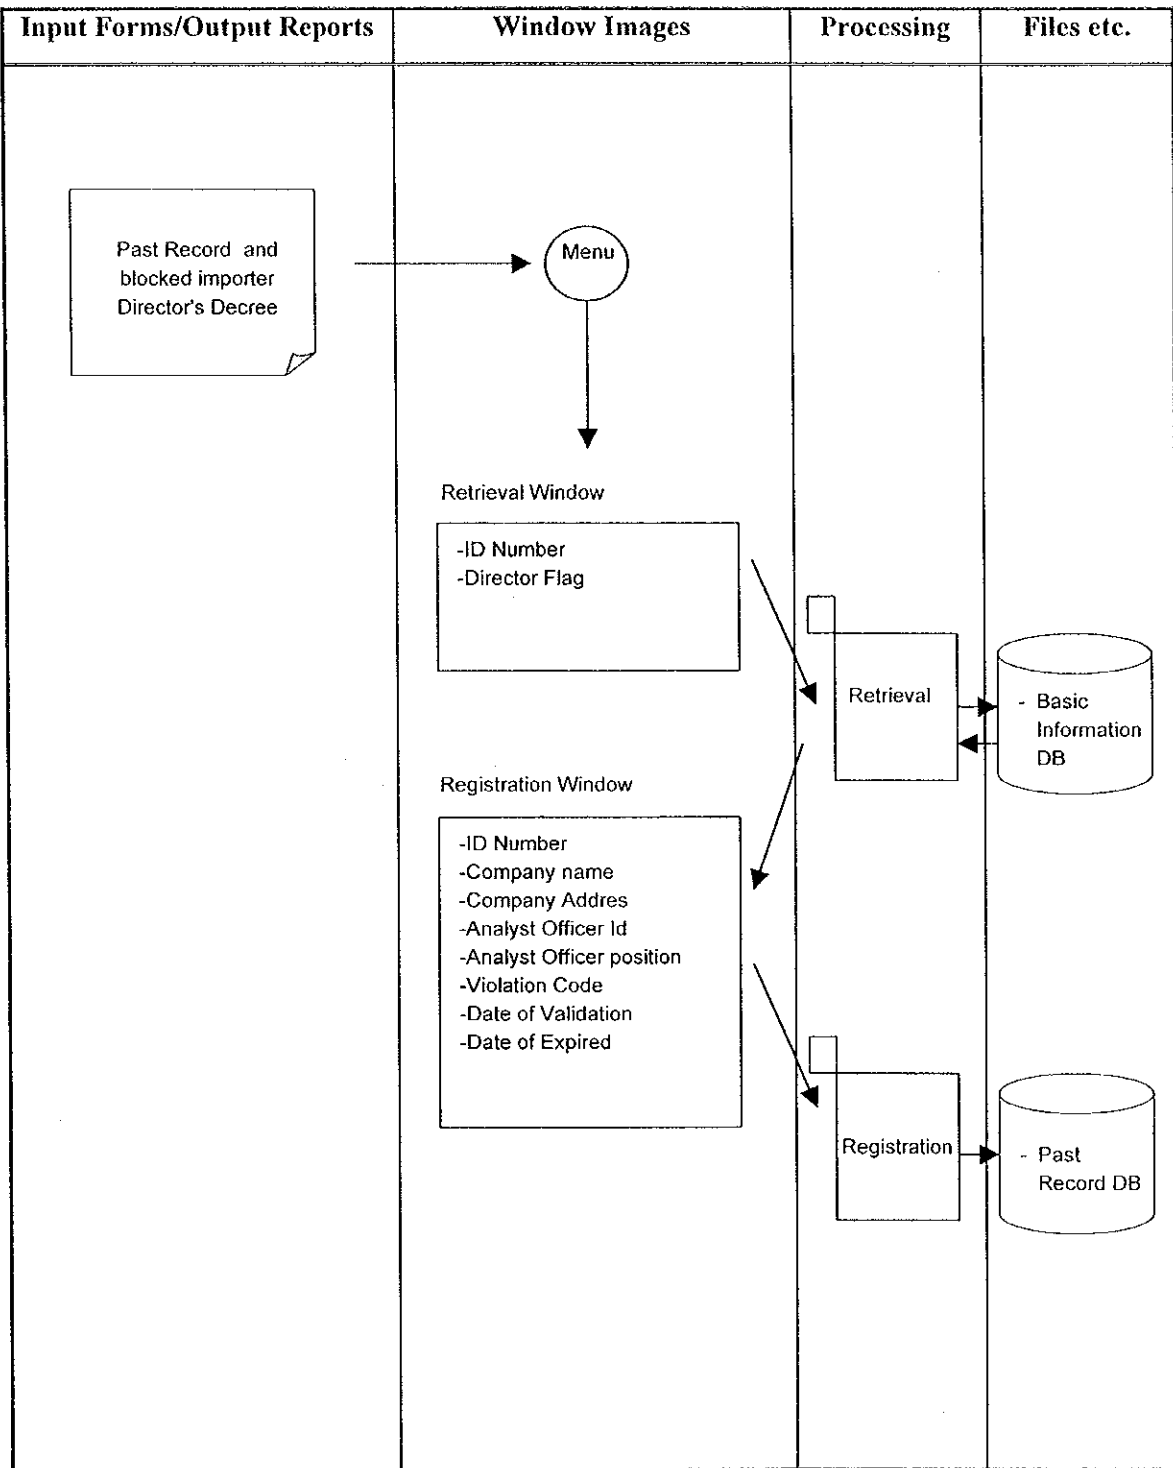 Input Forms/Output Reports
Window Images
Processing
Files etc.
Past Record and
blocked importer
Director's Decree
Menu
Retrieval Window
-ID Number
-Director Flag
Retrieval
- Basic
Information
DB
Registration Window
-ID Number
-Company name
-Company Addres
-Analyst Officer Id
-Analyst Officer position
-Violation Code
-Date of Validation
-Date of Expired
Registration
- Past
Record DB